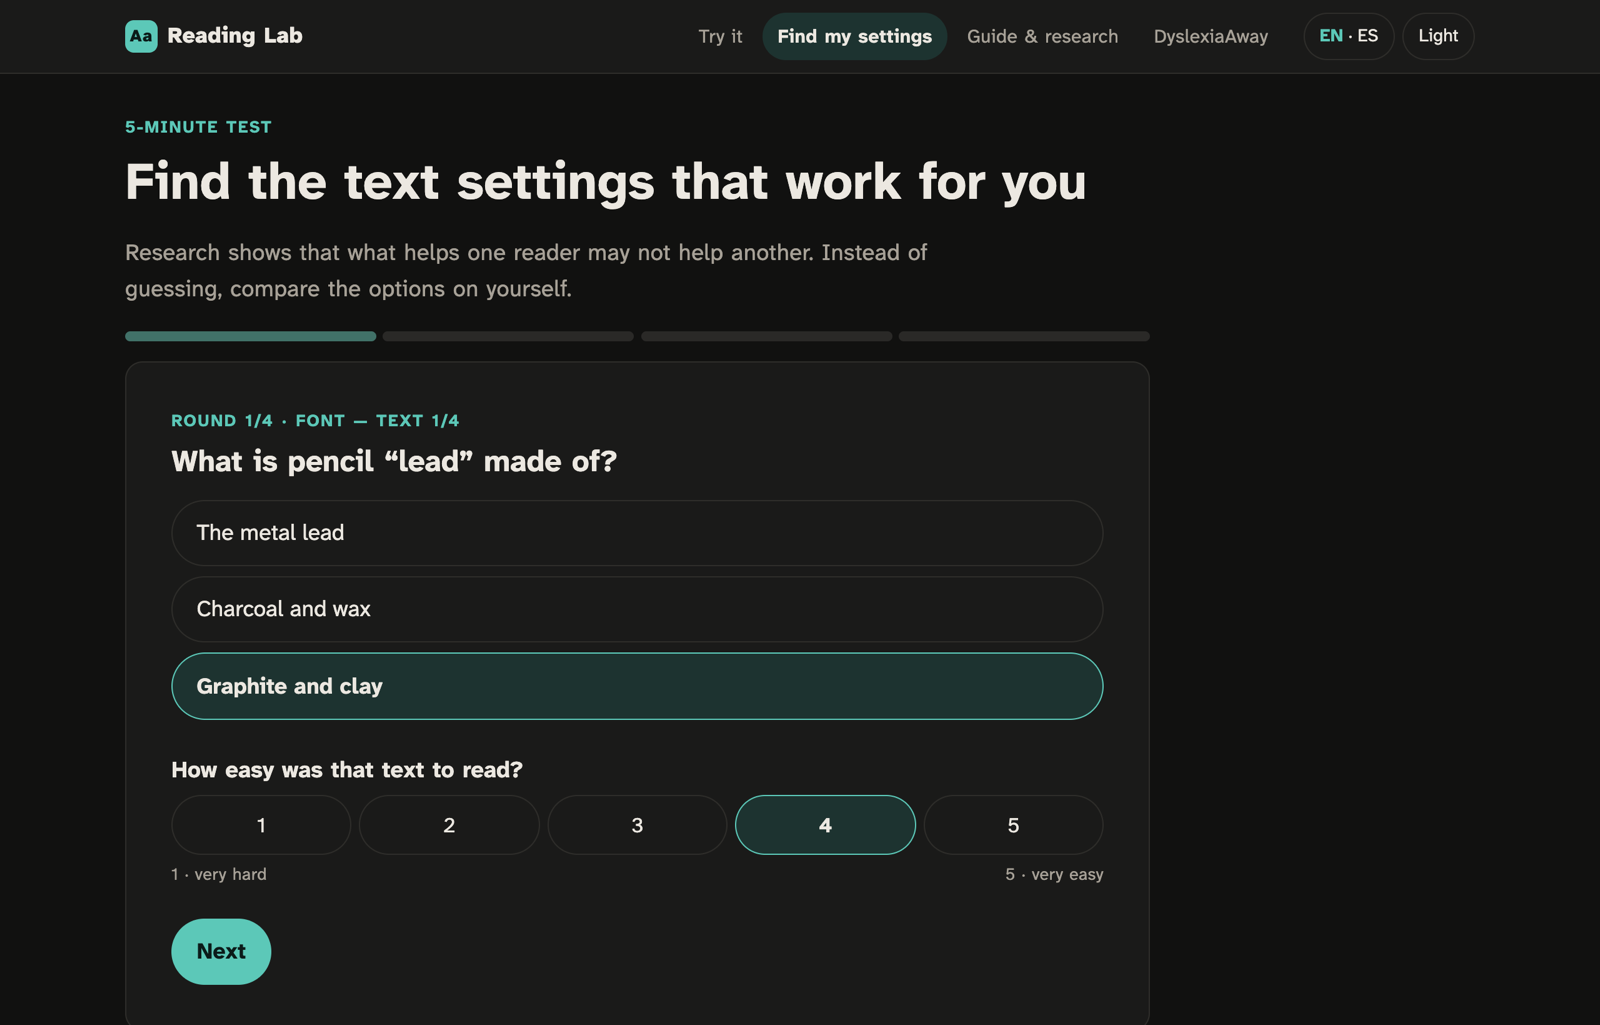 Aa Reading Lab
Try it
Find my settings
Guide & research
DyslexiaAway
EN · ES
Light
5-MINUTE TEST
Find the text settings that work for you
Research shows that what helps one reader may not help another. Instead of
guessing, compare the options on yourself.
ROUND 1/4 · FONT — TEXT 1/4
What is pencil “lead” made of?
The metal lead
Charcoal and wax
Graphite and clay
How easy was that text to read?
1 2 3 4 5
1 · very hard
5 · very easy
Next